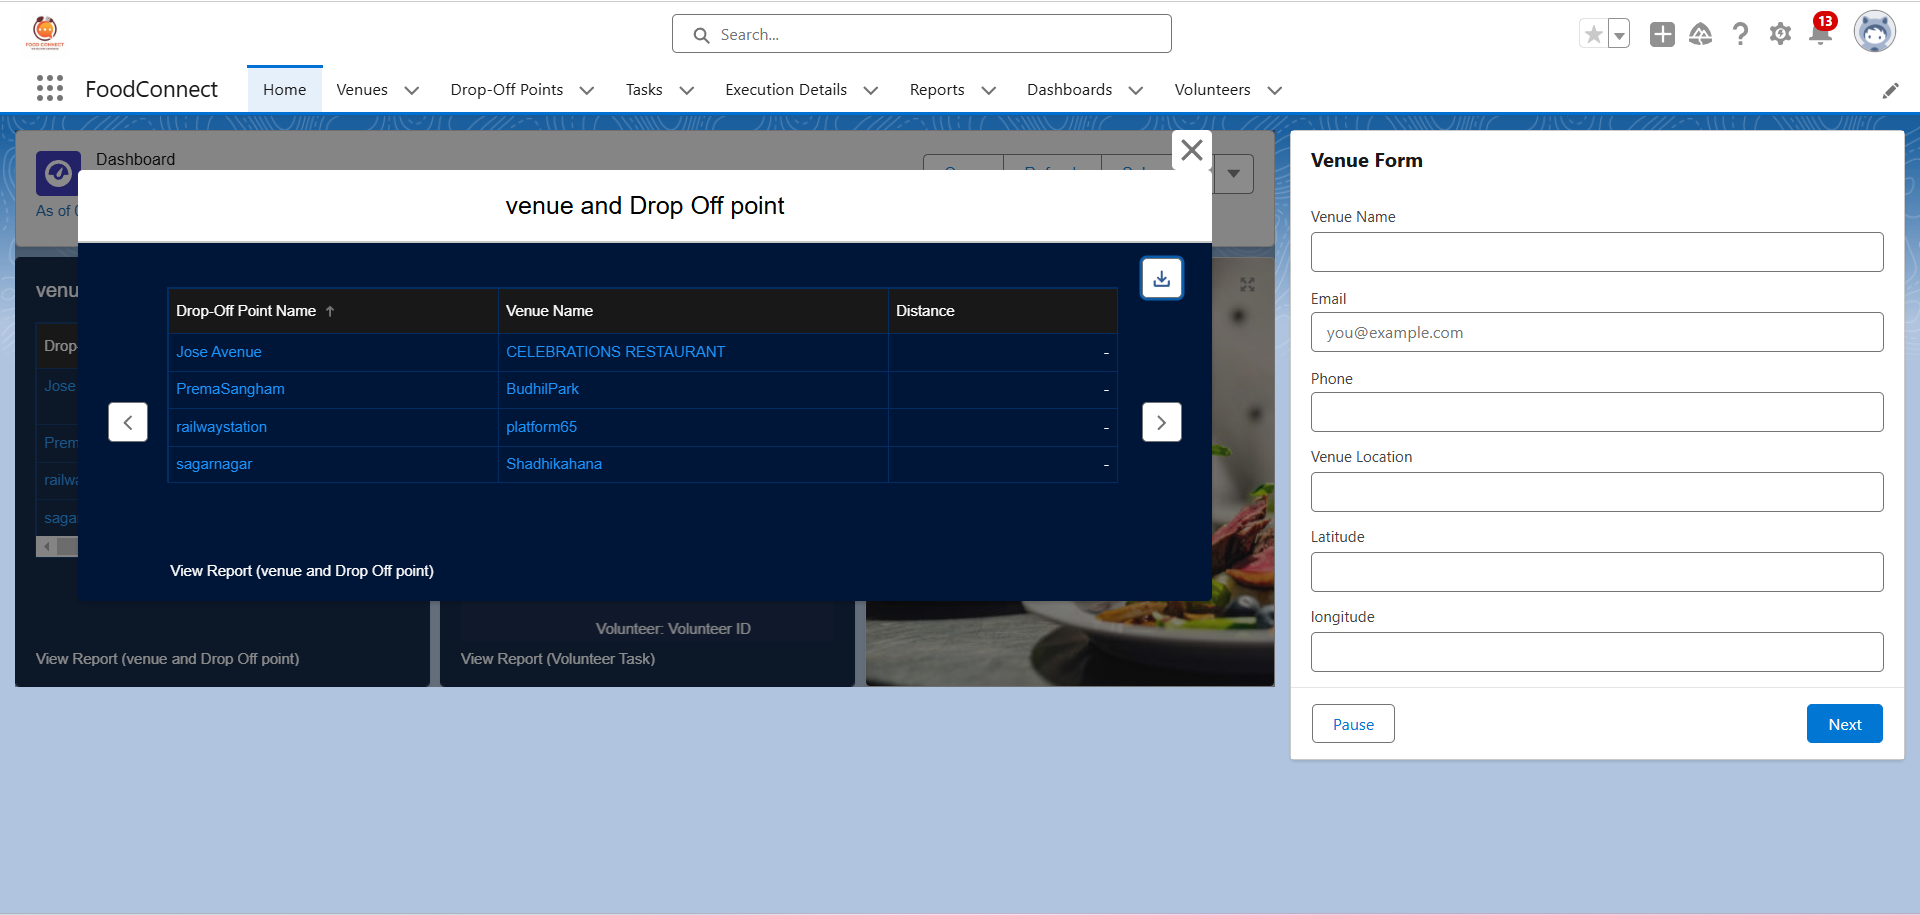 FOOD CONNECT
Search...
13
FoodConnect
Home
Venues
Drop-Off Points
Tasks
Execution Details
Reports
Dashboards
Volunteers
Dashboard
As of
venue and Drop Off point
Drop-Off Point Name
Venue Name
Distance
Jose Avenue
CELEBRATIONS RESTAURANT
-
PremaSangham
BudhilPark
-
railwaystation
platform65
-
sagarnagar
Shadhikahana
-
View Report (venue and Drop Off point)
venu
Drop-
Jose
Prem
railwa
saga
View Report (venue and Drop Off point)
Volunteer: Volunteer ID
View Report (Volunteer Task)
Venue Form
Venue Name
Email
you@example.com
Phone
Venue Location
Latitude
longitude
Pause
Next